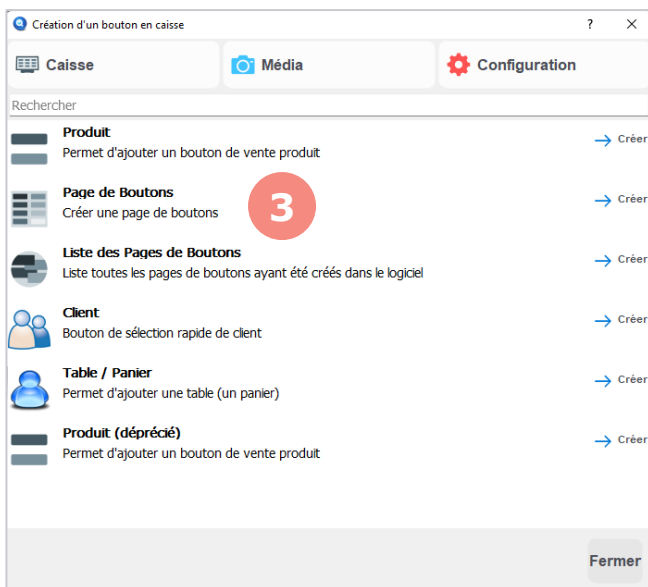 Création d'un bouton en caisse ? ×
Caisse Média Configuration
Rechercher
Produit
Permet d'ajouter un bouton de vente produit
Créer
Page de Boutons
Créer une page de boutons
3
Créer
Liste des Pages de Boutons
Liste toutes les pages de boutons ayant été créés dans le logiciel
Créer
Client
Bouton de sélection rapide de client
Créer
Table / Panier
Permet d'ajouter une table (un panier)
Créer
Produit (déprécié)
Permet d'ajouter un bouton de vente produit
Créer
Fermer